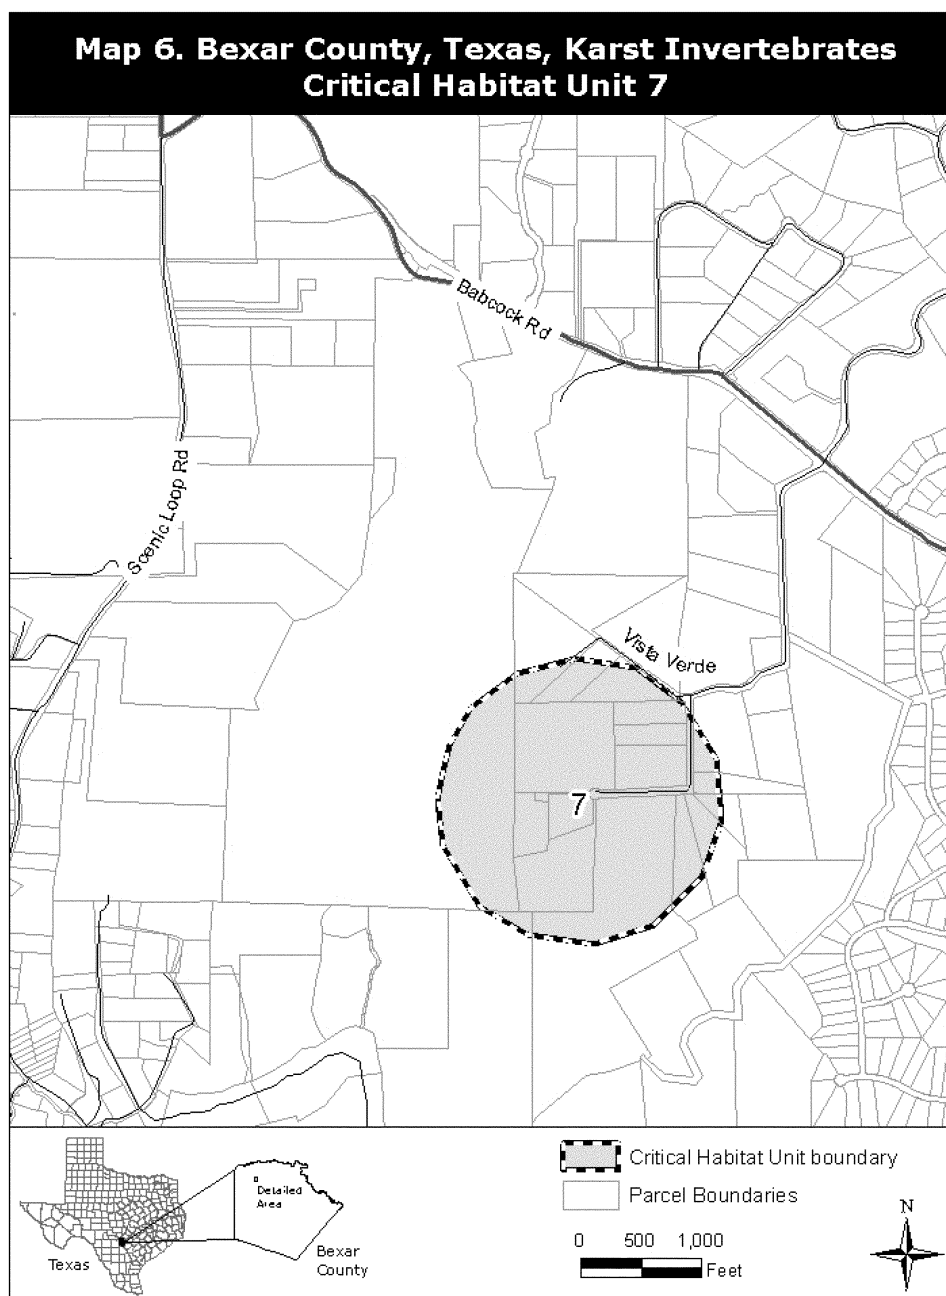 Map 6. Bexar County, Texas, Karst Invertebrates
Critical Habitat Unit 7
Babcock Rd
Scenic Loop Rd
Vista Verde
7
Critical Habitat Unit boundary
Parcel Boundaries
Detailed
Area
Texas
Bexar
County
0 500 1,000
Feet
N